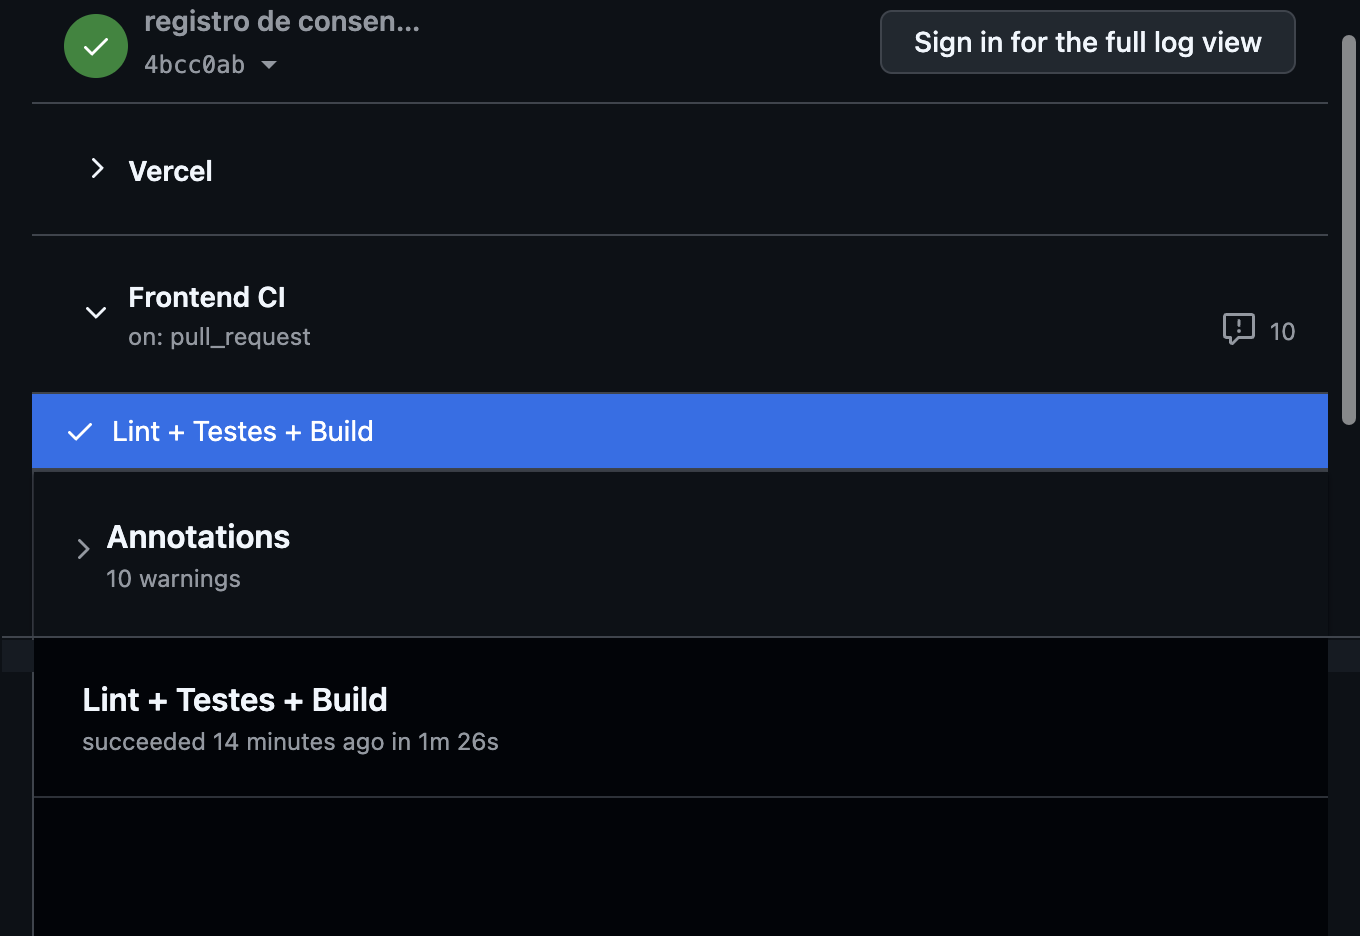 registro de consen...
4bcc0ab
Sign in for the full log view
Vercel
Frontend CI
on: pull_request
10
Lint + Testes + Build
Annotations
10 warnings
Lint + Testes + Build
succeeded 14 minutes ago in 1m 26s